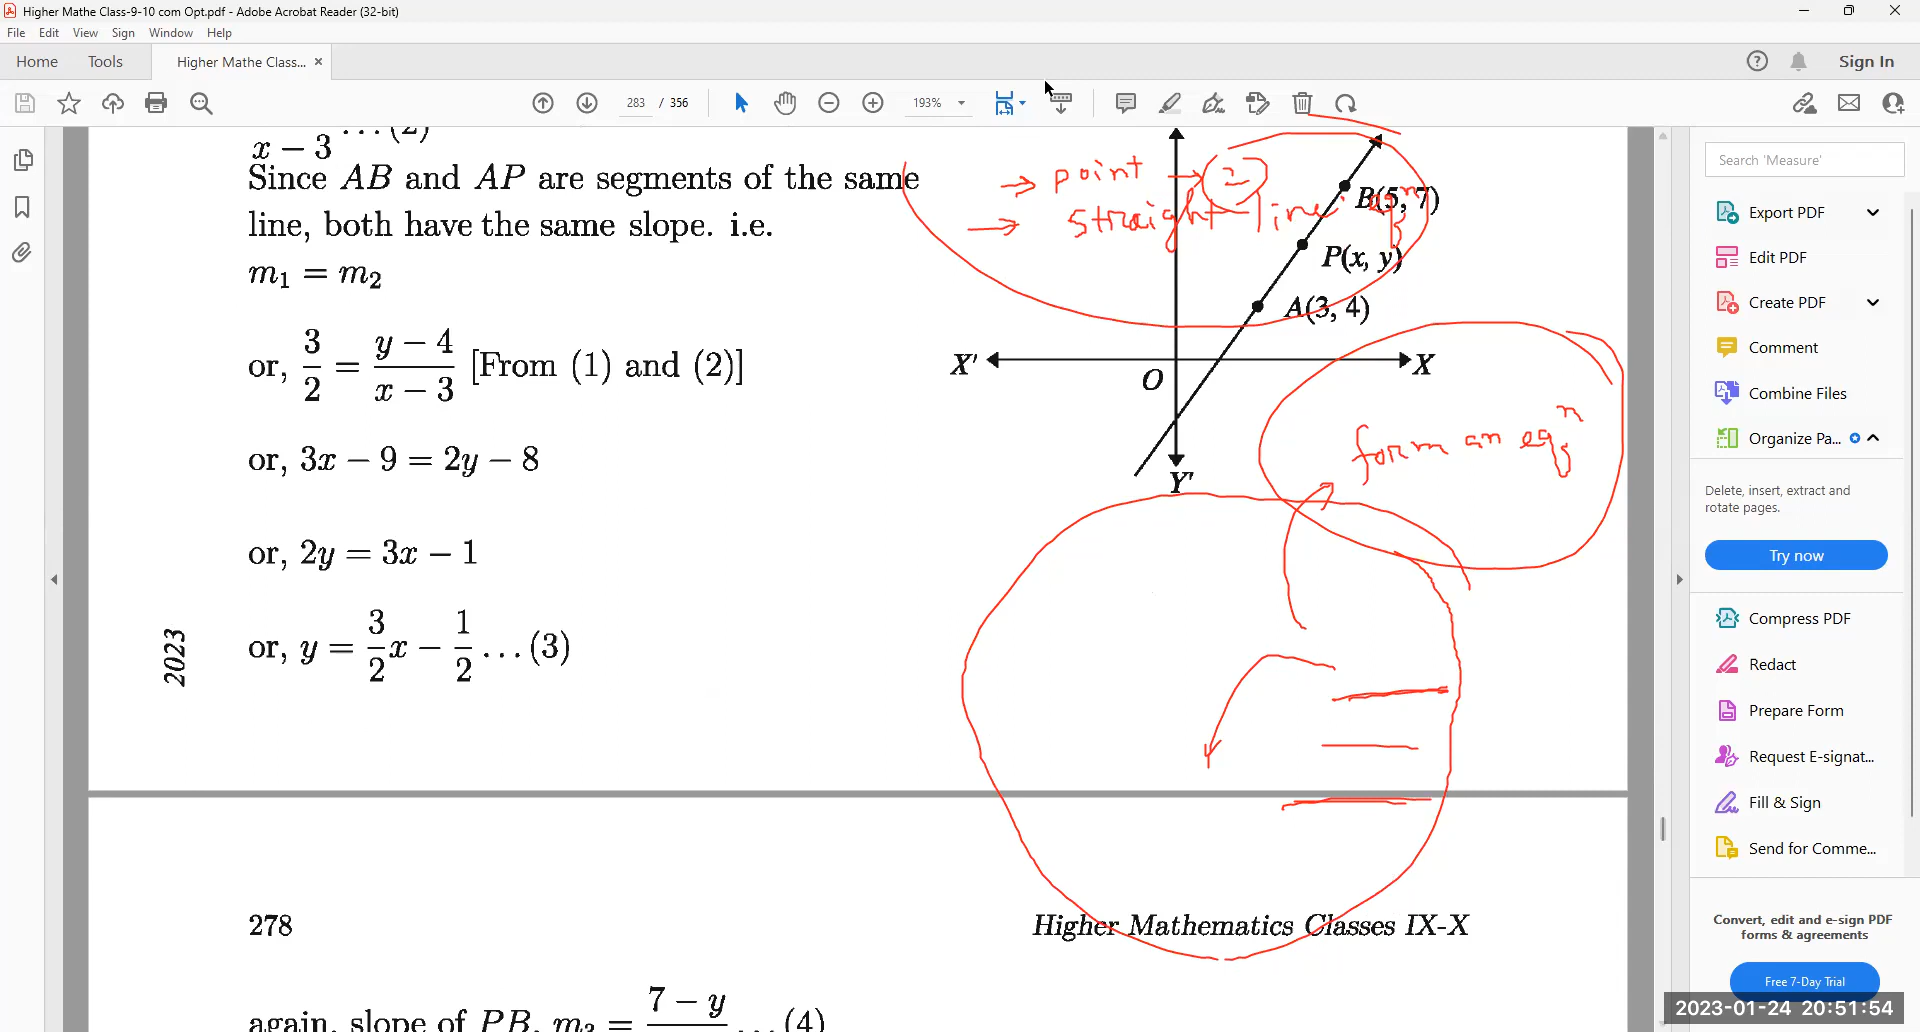 Higher Mathe Class-9-10 com Opt.pdf - Adobe Acrobat Reader (32-bit)
File Edit View Sign Window Help
Home Tools Higher Mathe Class... × Sign In
283 / 356 193%
x − 3 ...(2)
Since AB and AP are segments of the same
line, both have the same slope. i.e.
m₁ = m₂
or, 3/2 = (y − 4)/(x − 3) [From (1) and (2)]
or, 3x − 9 = 2y − 8
or, 2y = 3x − 1
or, y = 3/2 x − 1/2 ...(3)
2023
→ point → 2
→ straight line eqⁿ
B(5, 7)
P(x, y)
A(3, 4)
X' O X
Y'
form an eqⁿ
278 Higher Mathematics Classes IX-X
again, slope of PB, m₃ = 7 − y ...(4)
Search 'Measure'
Export PDF
Edit PDF
Create PDF
Comment
Combine Files
Organize Pa...
Delete, insert, extract and
rotate pages.
Try now
Compress PDF
Redact
Prepare Form
Request E-signat...
Fill & Sign
Send for Comme...
Convert, edit and e-sign PDF
forms & agreements
Free 7-Day Trial
2023-01-24 20:51:54